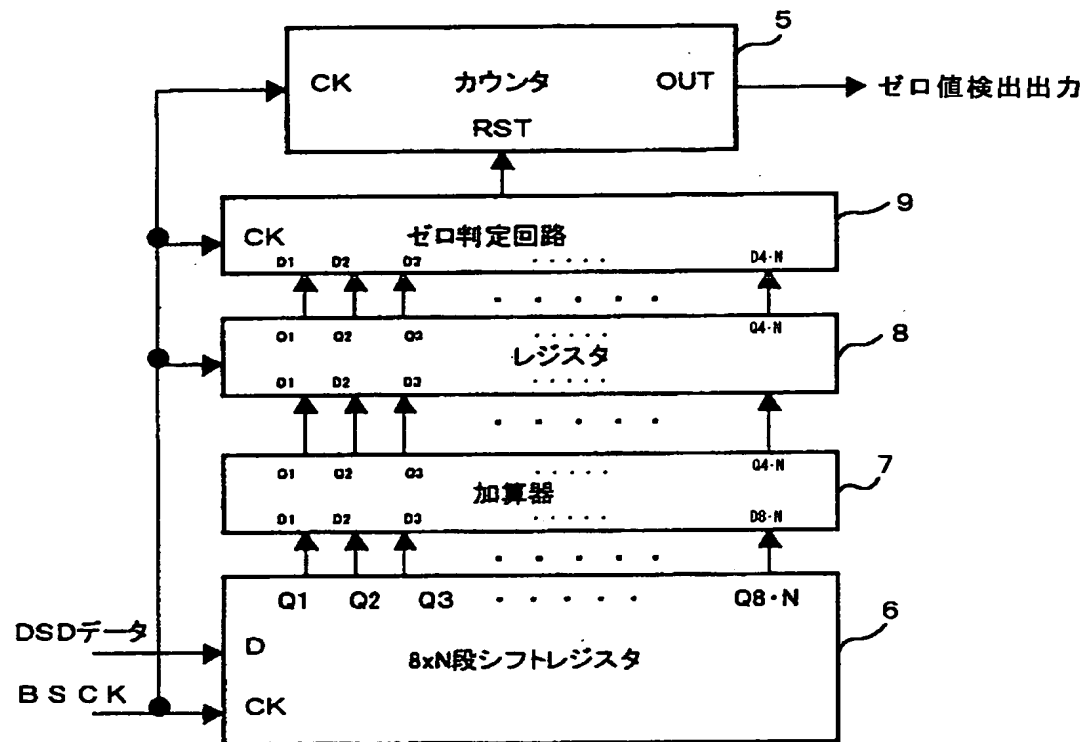 5
CK カウンタ OUT
ゼロ値検出出力
RST
9
CK ゼロ判定回路
D1 D2 D3 ・・・・・ D4・N
・・・・・
Q1 Q2 Q3 ・・・・・ Q4・N
8
レジスタ
D1 D2 D3 ・・・・・
・・・・・
Q1 Q2 Q3 ・・・・・ Q4・N
7
加算器
D1 D2 D3 ・・・・・ D8・N
・・・・・
Q1 Q2 Q3 ・・・・・ Q8・N
6
DSDデータ
D 8xN段シフトレジスタ
BSCK
CK